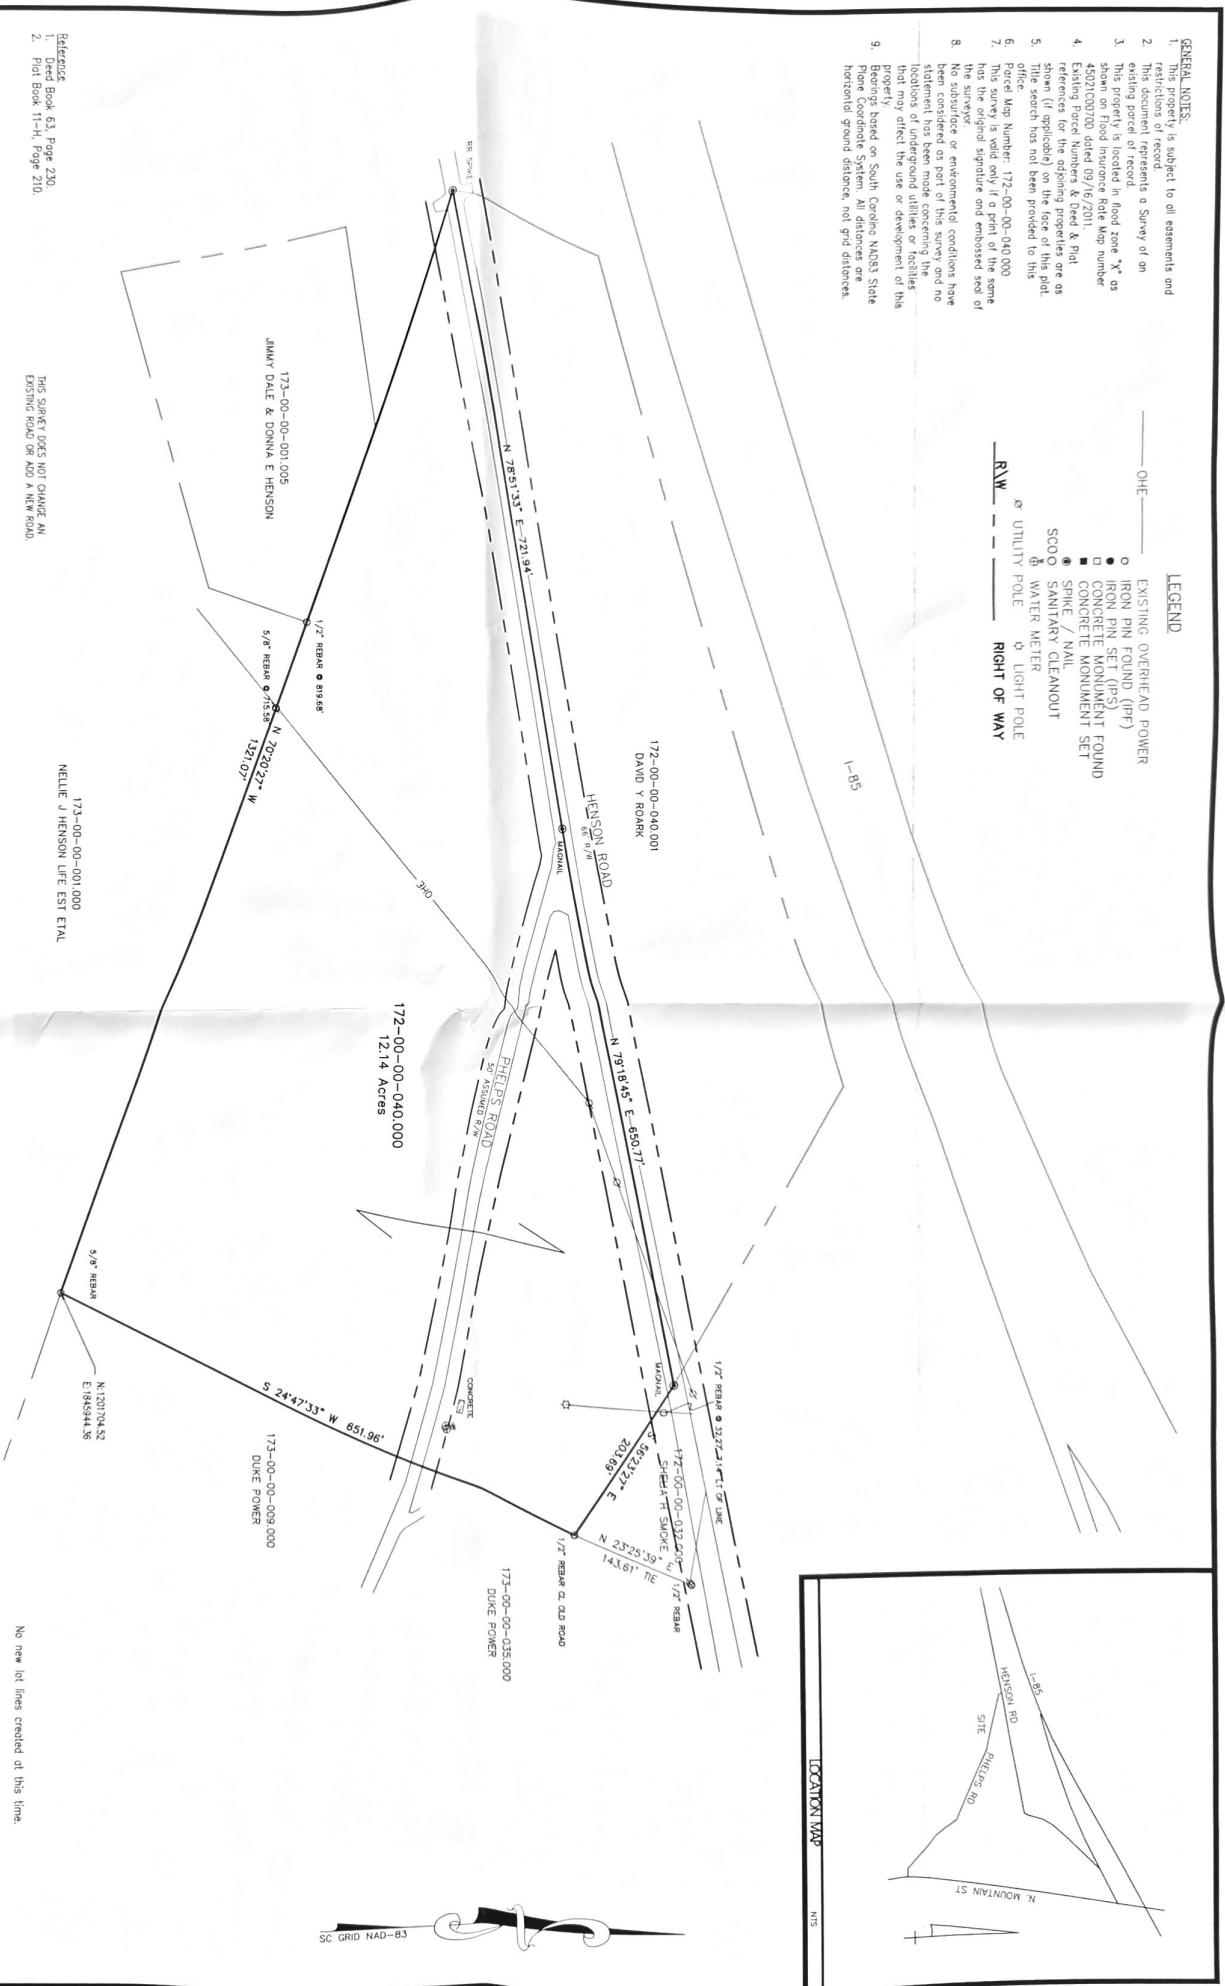 GENERAL NOTES:
1. This property is subject to all easements and
restrictions of record.
2. This document represents a Survey of an
existing parcel of record.
3. This property is located in flood zone "X" as
shown on Flood Insurance Rate Map number
45021C0070D dated 09/16/2011.
4. Existing Parcel Numbers & Deed & Plat
references for the adjoining properties are as
shown (if applicable) on the face of this plat.
5. Title search has not been provided to this
office.
6. Parcel Map Number: 172-00-00-040.000
7. This survey is valid only if a print of the same
has the original signature and embossed seal of
the surveyor.
8. No subsurface or environmental conditions have
been considered as part of this survey and no
statement has been made concerning the
locations of underground utilities or facilities
that may affect the use or development of this
property.
9. Bearings based on South Carolina NAD83 State
Plane Coordinate System. All distances are
horizontal ground distance, not grid distances.
LEGEND
OHE EXISTING OVERHEAD POWER
IRON PIN FOUND (IPF)
IRON PIN SET (IPS)
CONCRETE MONUMENT FOUND
CONCRETE MONUMENT SET
SPIKE / NAIL
SCO SANITARY CLEANOUT
W WATER METER
UTILITY POLE LIGHT POLE
R\W RIGHT OF WAY
I-85
172-00-00-040.001
DAVID Y ROARK
HENSON ROAD
66' R/W
RR SPIKE
N 78°51'33" E 721.94'
MAGNAIL
N 79°18'45" E 650.77'
MAGNAIL
1/2" REBAR @ 32.27' 2.14' LT OF LINE
172-00-00-032.000
SHELIA H SMOKE
S 56°23'27" E
203.69'
N 23°25'39" E
143.61' TIE
1/2" REBAR
1/2" REBAR CL OLD ROAD
173-00-00-035.000
DUKE POWER
PHELPS ROAD
50' ASSUMED R/W
OHE
172-00-00-040.000
12.14 Acres
CONCRETE
173-00-00-001.005
JIMMY DALE & DONNA E HENSON
1/2" REBAR @ 819.68'
5/8" REBAR @ 715.58'
N 70°20'27" W
1321.07'
S 24°47'33" W 651.96'
173-00-00-009.000
DUKE POWER
5/8" REBAR
N:1201704.52
E:1845944.36
173-00-00-001.000
NELLIE J HENSON LIFE EST ETAL
Reference
1. Deed Book 63, Page 230.
2. Plat Book 11-H, Page 210.
THIS SURVEY DOES NOT CHANGE AN
EXISTING ROAD OR ADD A NEW ROAD.
No new lot lines created at this time.
I-85
HENSON RD
SITE
PHELPS RD
N. MOUNTAIN ST
LOCATION MAP
NTS
SC GRID NAD-83